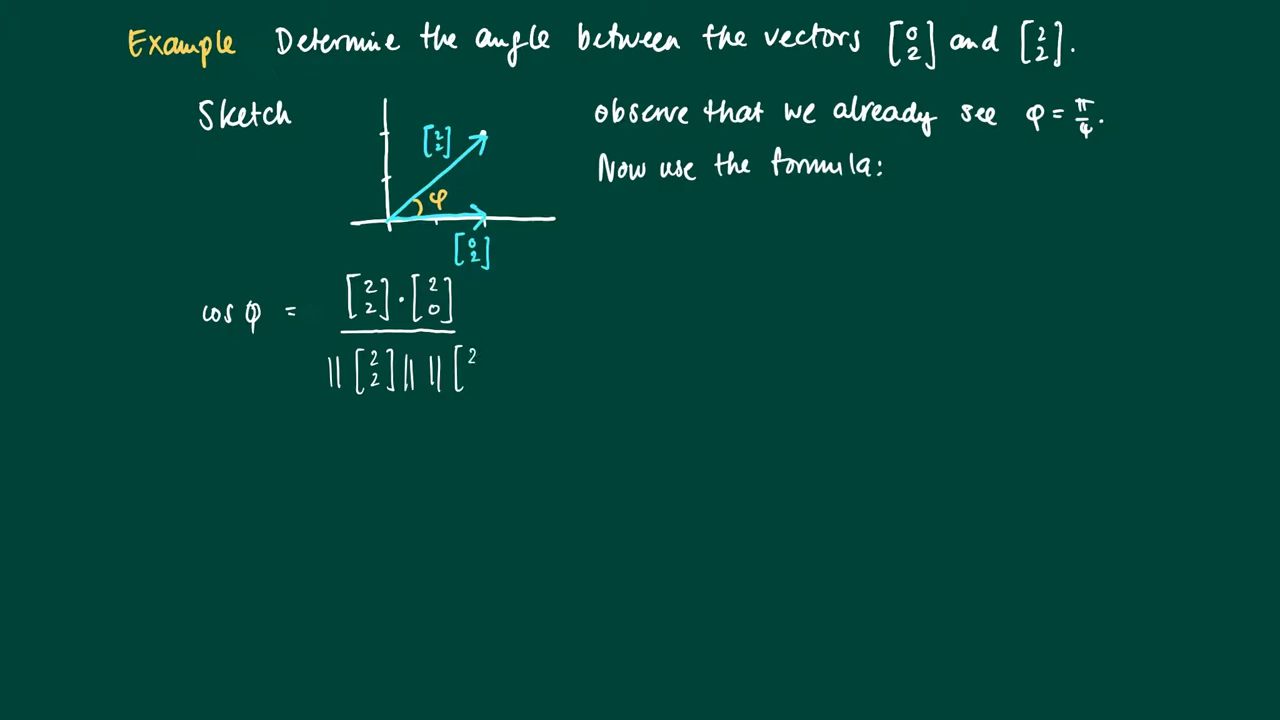 Example Determine the angle between the vectors [0 2] and [2 2].
Sketch
[2 2]
φ
[0 2]
observe that we already see φ = π/4.
Now use the formula:
cos φ = [2 2] · [2 0]
|| [2 2] || || [2